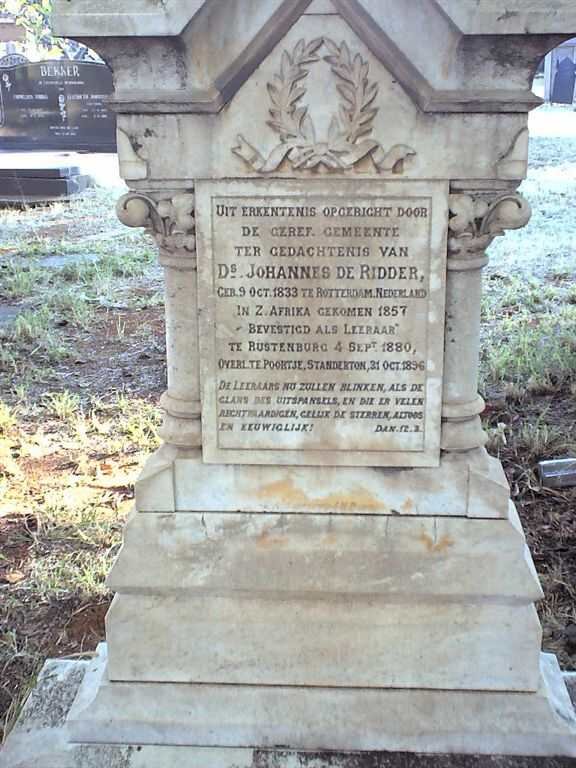 BEKKER
UIT ERKENTENIS OPGERICHT DOOR
DE GEREF. GEMEENTE
TER GEDACHTENIS VAN
DS. JOHANNES DE RIDDER,
GEB. 9 OCT. 1833 TE ROTTERDAM. NEDERLAND
IN Z. AFRIKA GEKOMEN 1857
BEVESTIGD ALS LEERAAR
TE RUSTENBURG 4 SEPT. 1880,
OVERL. TE POORTJE, STANDERTON, 31 OCT. 1896
DE LEERAARS NU ZULLEN BLINKEN, ALS DE
GLANS DES UITSPANSELS, EN DIE ER VELEN
RECHTVAARDIGEN, GELIJK DE STERREN, ALTOOS
EN EEUWIGLIJK! DAN. 12. 3.